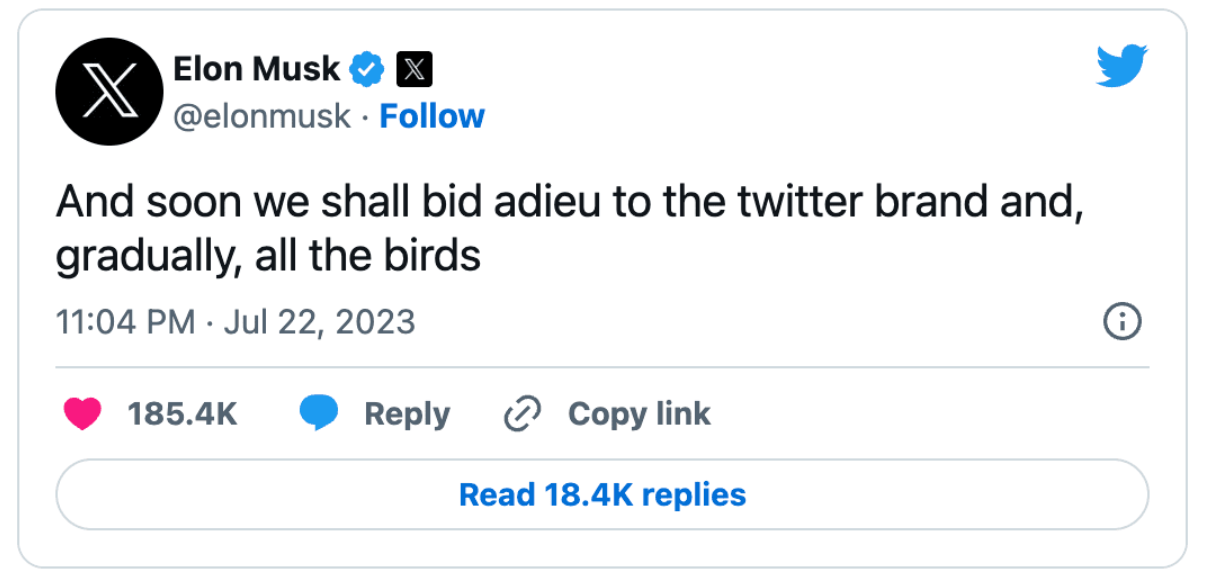 Elon Musk
@elonmusk · Follow
And soon we shall bid adieu to the twitter brand and,
gradually, all the birds
11:04 PM · Jul 22, 2023
185.4K Reply Copy link
Read 18.4K replies